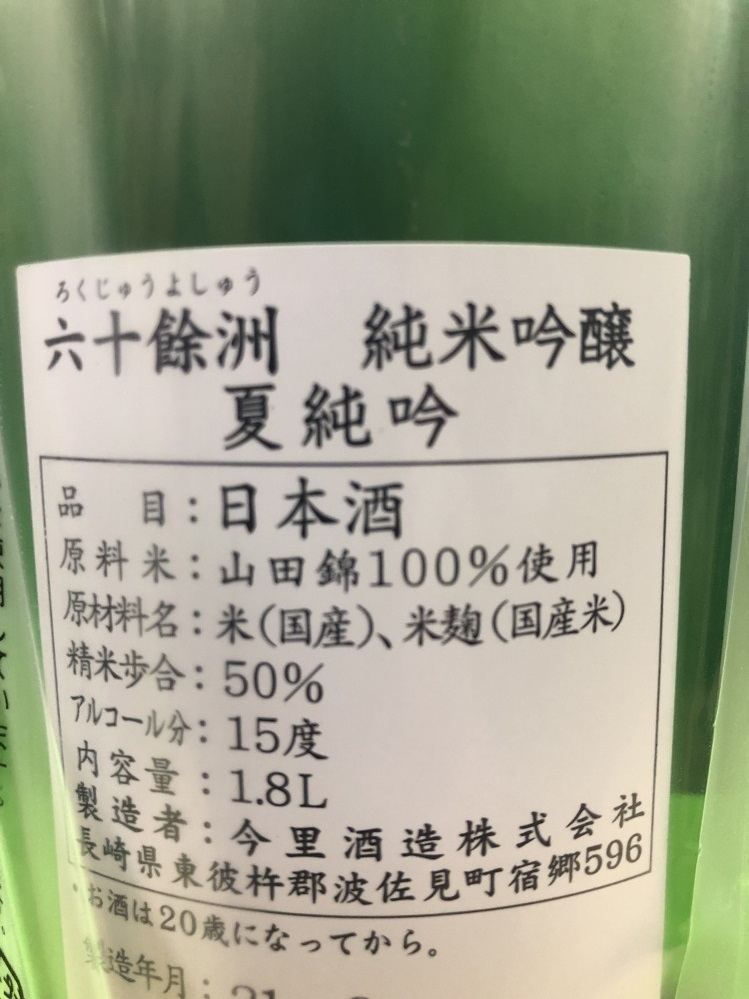 ろくじゅうよしゅう
六十餘洲 純米吟醸
夏純吟
品目：日本酒
原料米：山田錦100%使用
原材料名：米（国産）、米麹（国産米）
精米歩合：50%
アルコール分：15度
内容量：1.8L
製造者：今里酒造株式会社
長崎県東彼杵郡波佐見町宿郷596
・お酒は20歳になってから。
製造年月：